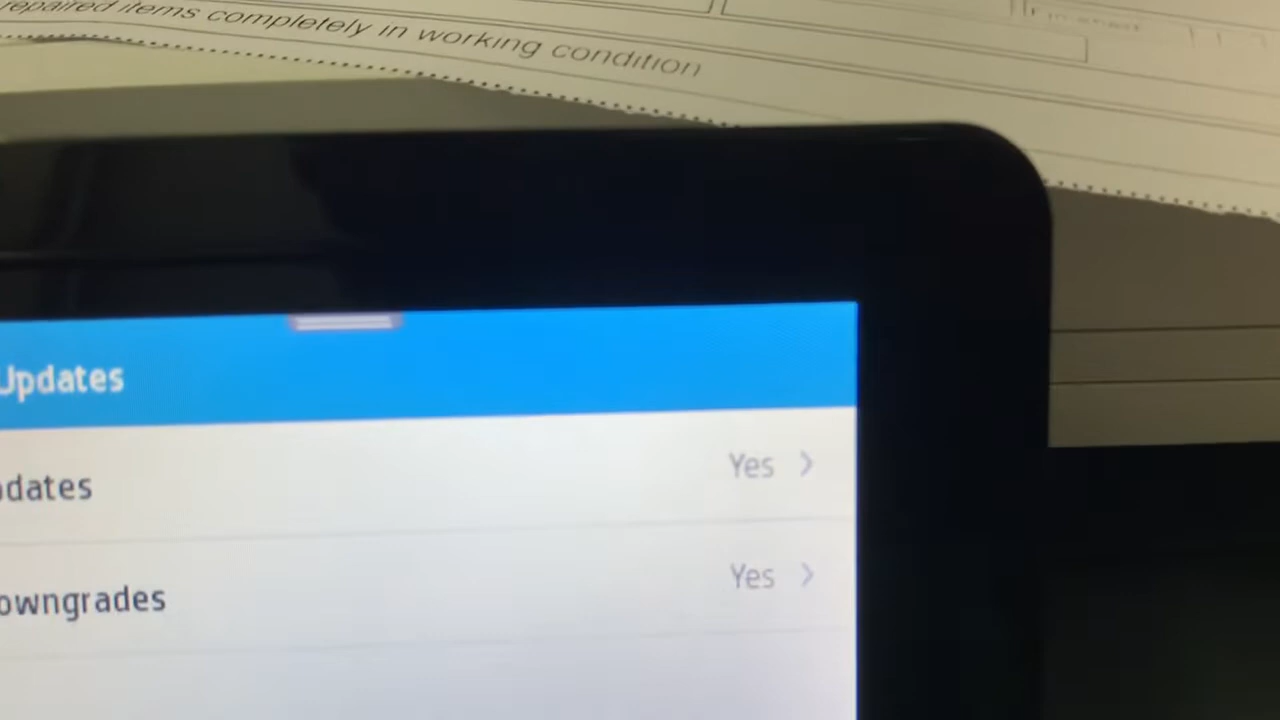 repaired items completely in working condition
Updates
dates Yes
owngrades Yes